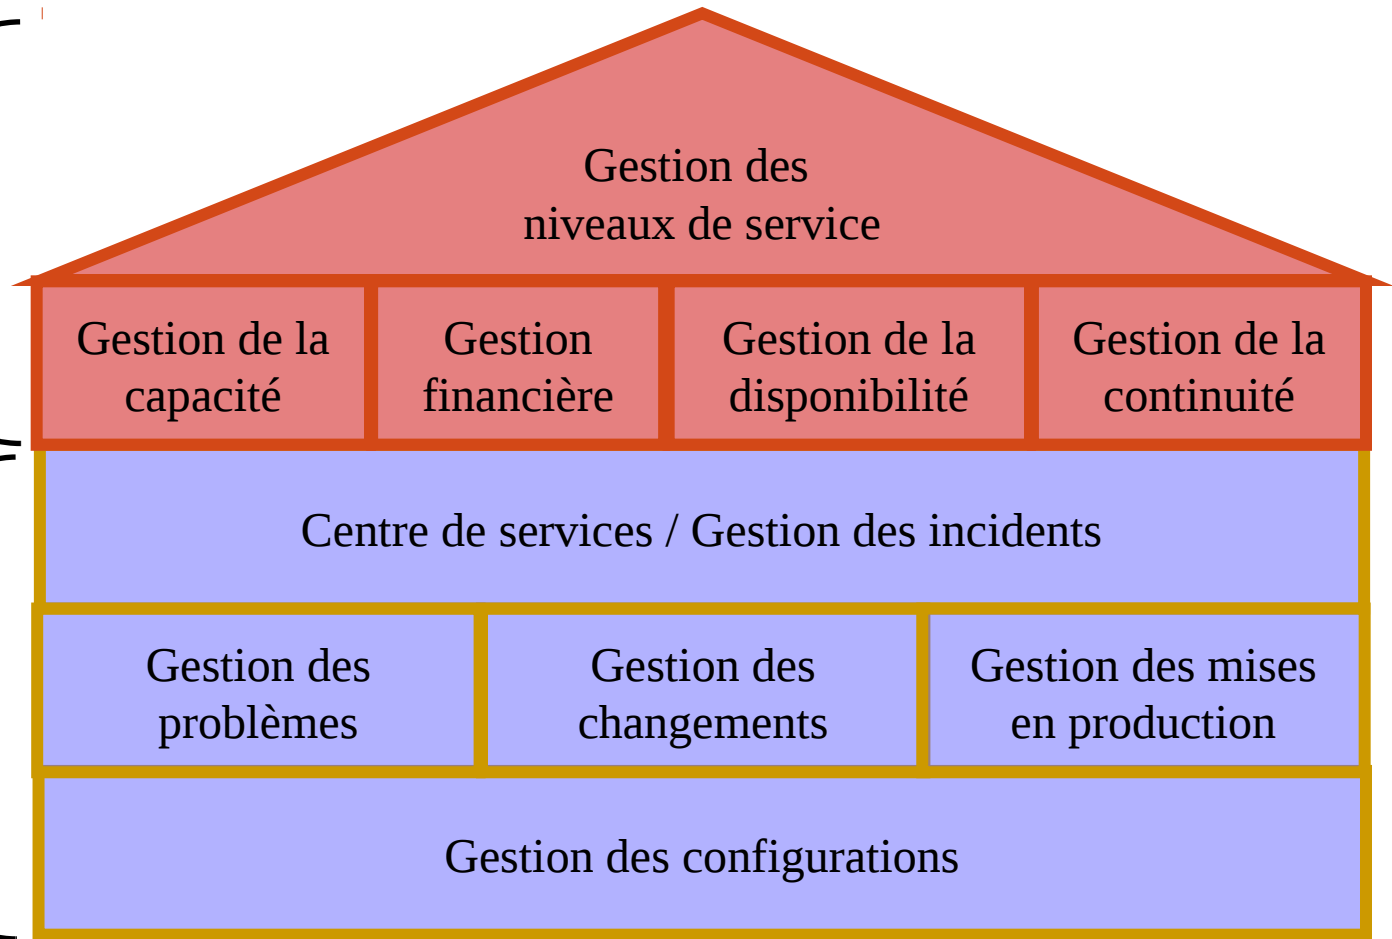 Gestion des
niveaux de service
Gestion de la
capacité
Gestion
financière
Gestion de la
disponibilité
Gestion de la
continuité
Centre de services / Gestion des incidents
Gestion des
problèmes
Gestion des
changements
Gestion des mises
en production
Gestion des configurations